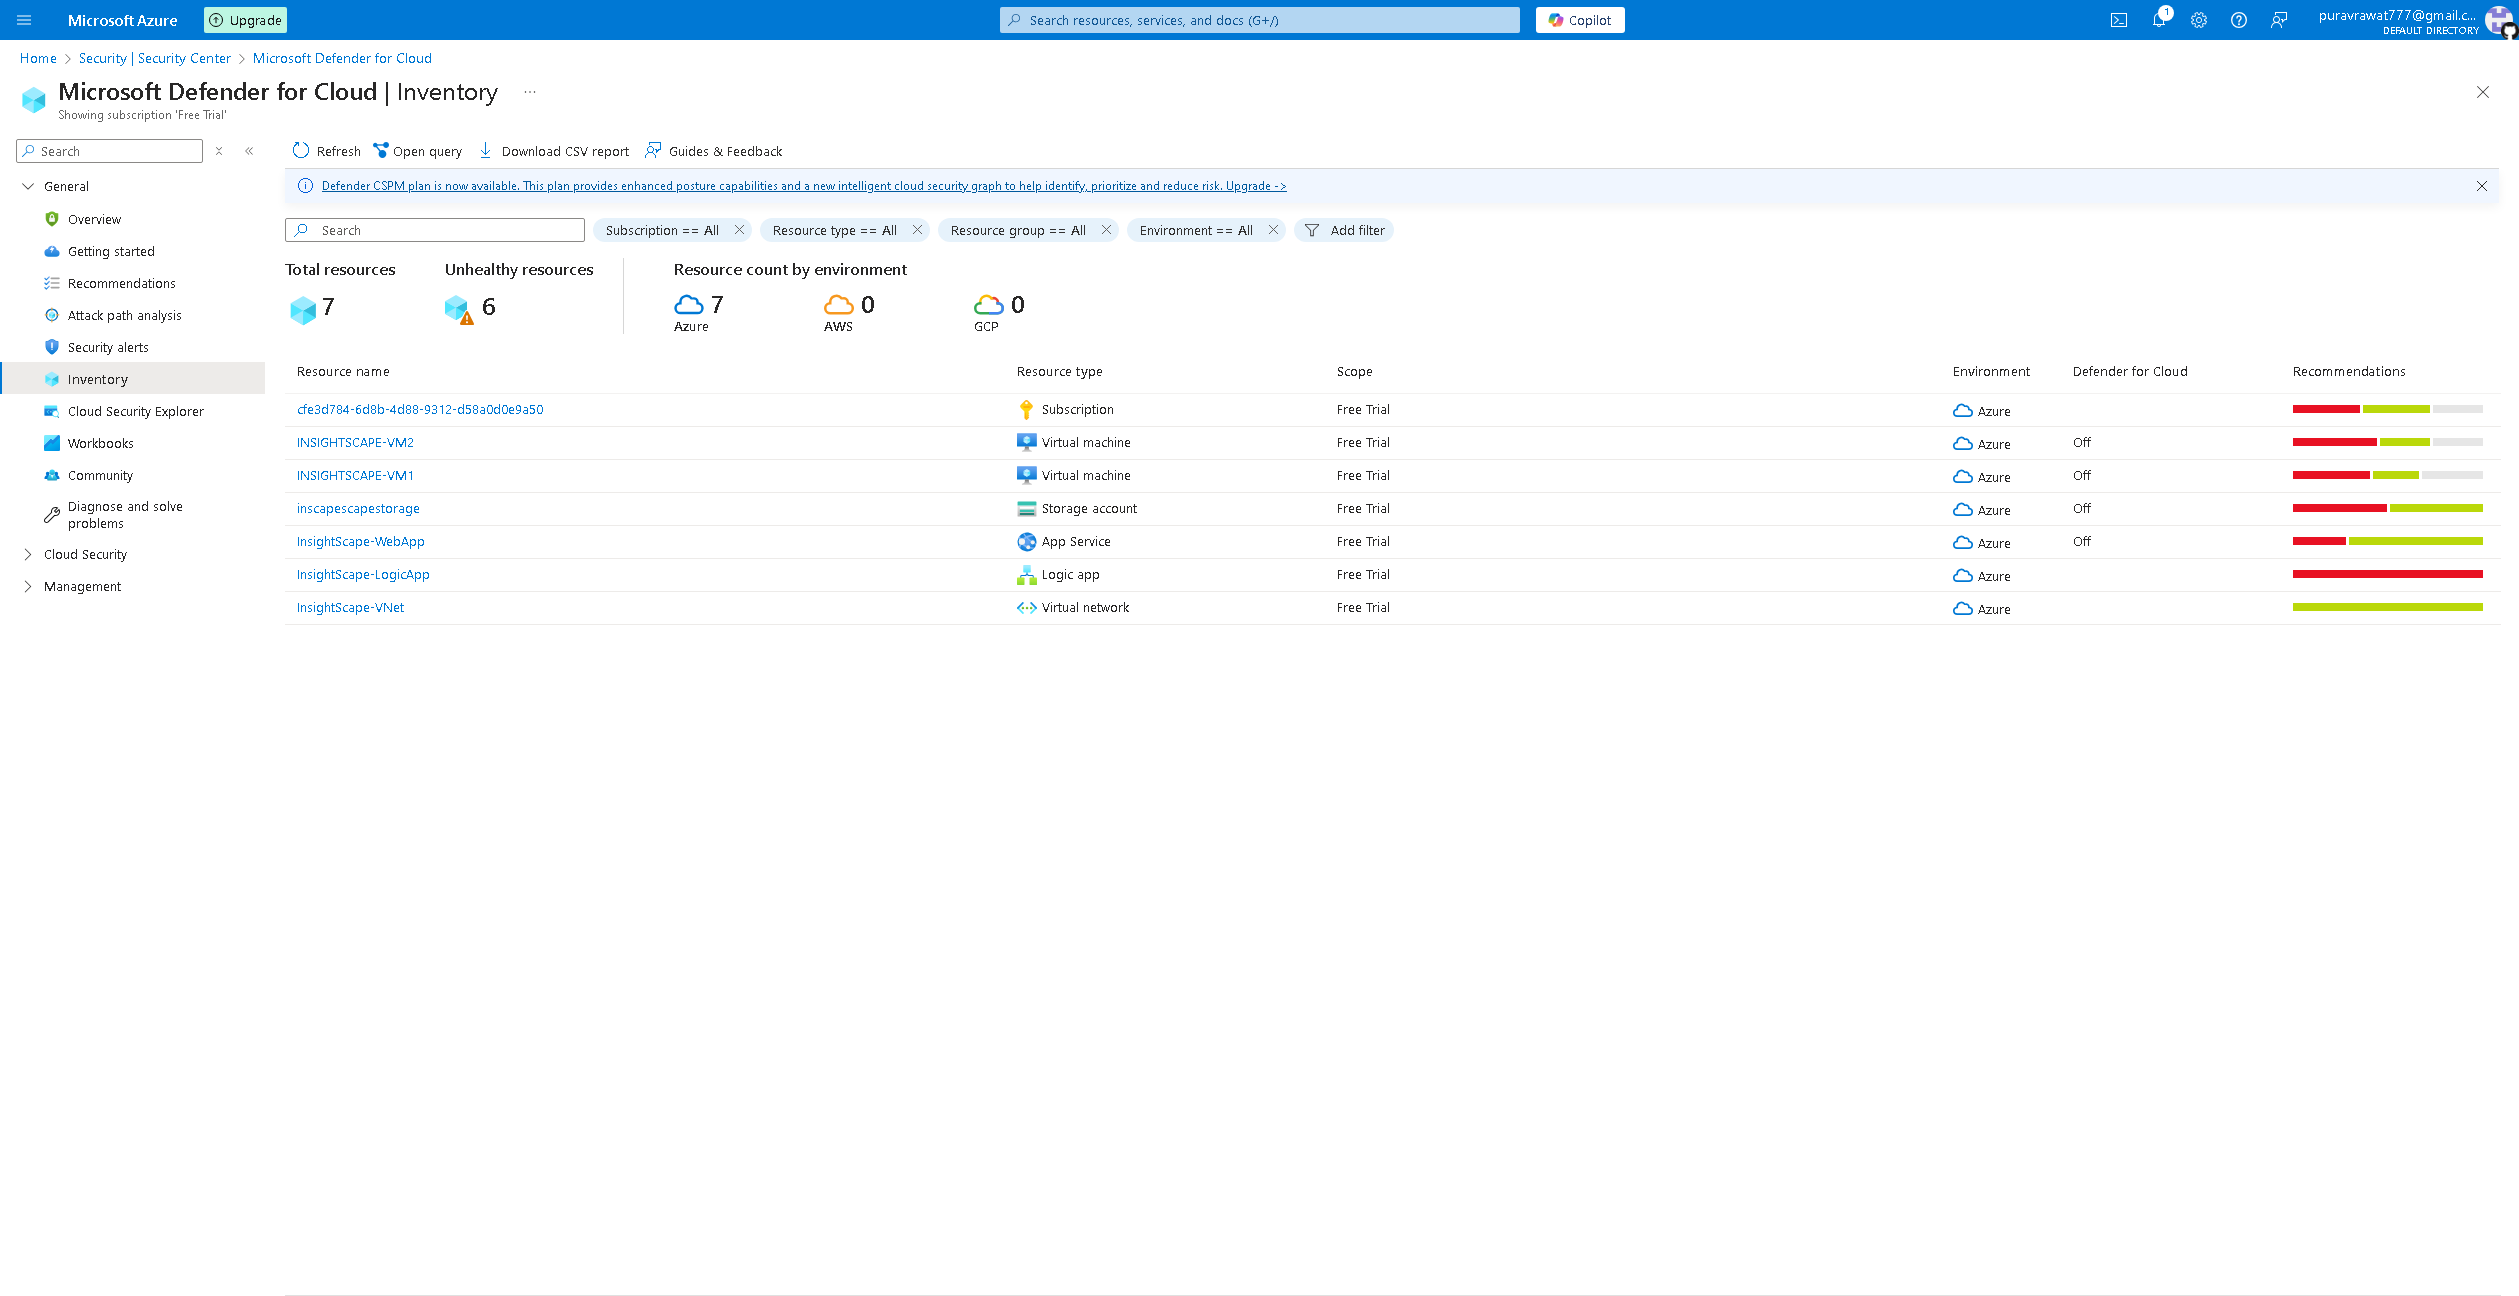 Microsoft Azure
Upgrade
Search resources, services, and docs (G+/)
Copilot
1
puravrawat777@gmail.c...
DEFAULT DIRECTORY
Home > Security | Security Center > Microsoft Defender for Cloud
Microsoft Defender for Cloud | Inventory ...
Showing subscription 'Free Trial'
Search
General
Overview
Getting started
Recommendations
Attack path analysis
Security alerts
Inventory
Cloud Security Explorer
Workbooks
Community
Diagnose and solve
problems
Cloud Security
Management
Refresh Open query Download CSV report Guides & Feedback
Defender CSPM plan is now available. This plan provides enhanced posture capabilities and a new intelligent cloud security graph to help identify, prioritize and reduce risk. Upgrade ->
Search
Subscription == All Resource type == All Resource group == All Environment == All Add filter
Total resources Unhealthy resources Resource count by environment
7 6 7 0 0
Azure AWS GCP
Resource name Resource type Scope Environment Defender for Cloud Recommendations
cfe3d784-6d8b-4d88-9312-d58a0d0e9a50 Subscription Free Trial Azure
INSIGHTSCAPE-VM2 Virtual machine Free Trial Azure Off
INSIGHTSCAPE-VM1 Virtual machine Free Trial Azure Off
inscapescapestorage Storage account Free Trial Azure Off
InsightScape-WebApp App Service Free Trial Azure Off
InsightScape-LogicApp Logic app Free Trial Azure
InsightScape-VNet Virtual network Free Trial Azure